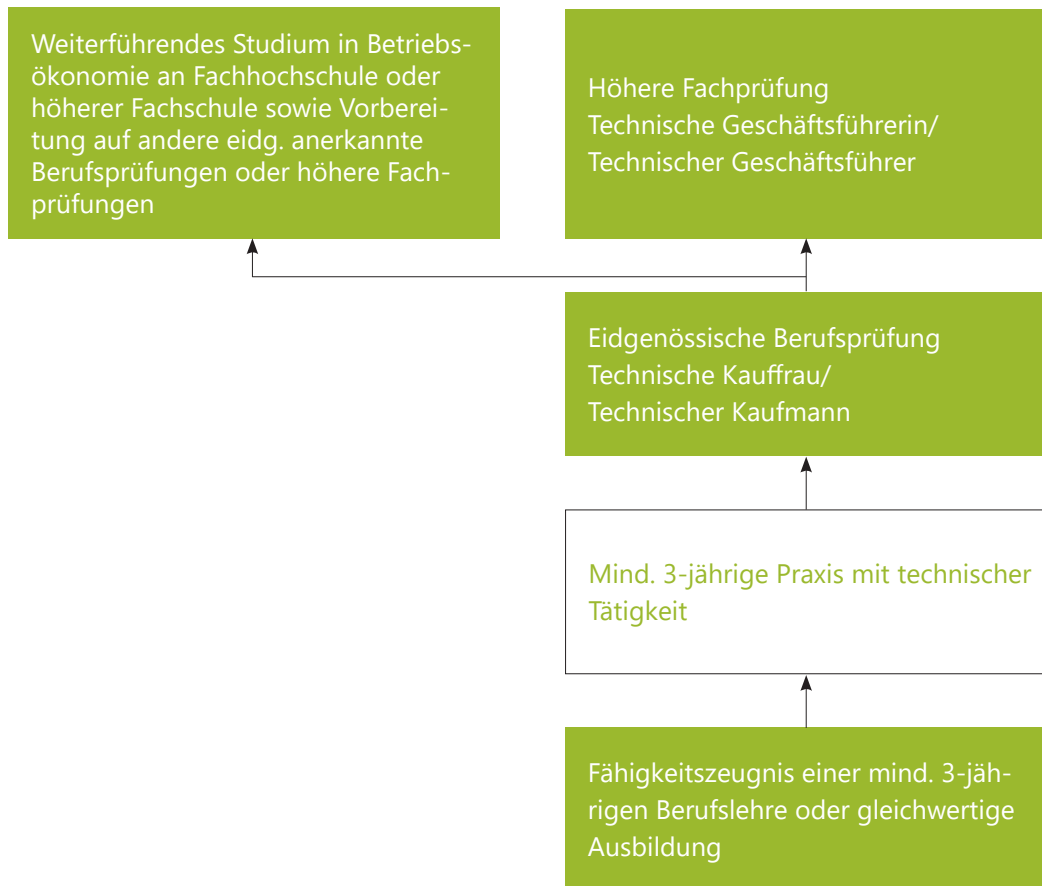 Weiterführendes Studium in Betriebs-
ökonomie an Fachhochschule oder
höherer Fachschule sowie Vorberei-
tung auf andere eidg. anerkannte
Berufsprüfungen oder höhere Fach-
prüfungen
Höhere Fachprüfung
Technische Geschäftsführerin/
Technischer Geschäftsführer
Eidgenössische Berufsprüfung
Technische Kauffrau/
Technischer Kaufmann
Mind. 3-jährige Praxis mit technischer
Tätigkeit
Fähigkeitszeugnis einer mind. 3-jäh-
rigen Berufslehre oder gleichwertige
Ausbildung